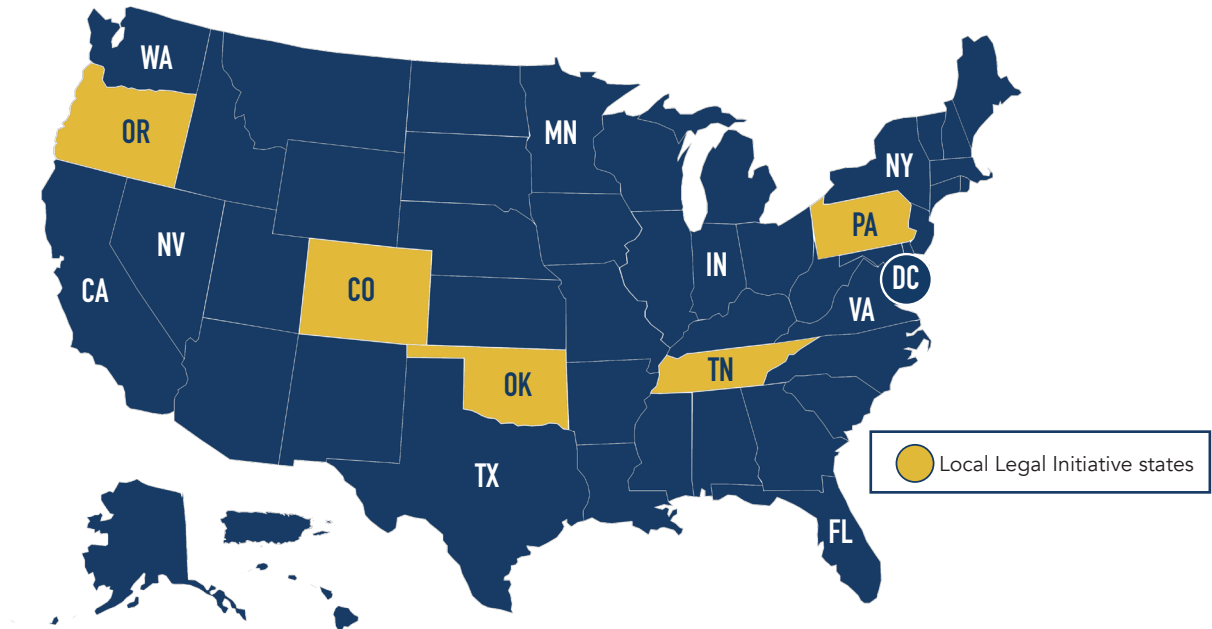 WA
OR
MN
NY
PA
NV
IN
DC
CO
CA
VA
TN
OK
Local Legal Initiative states
TX
FL